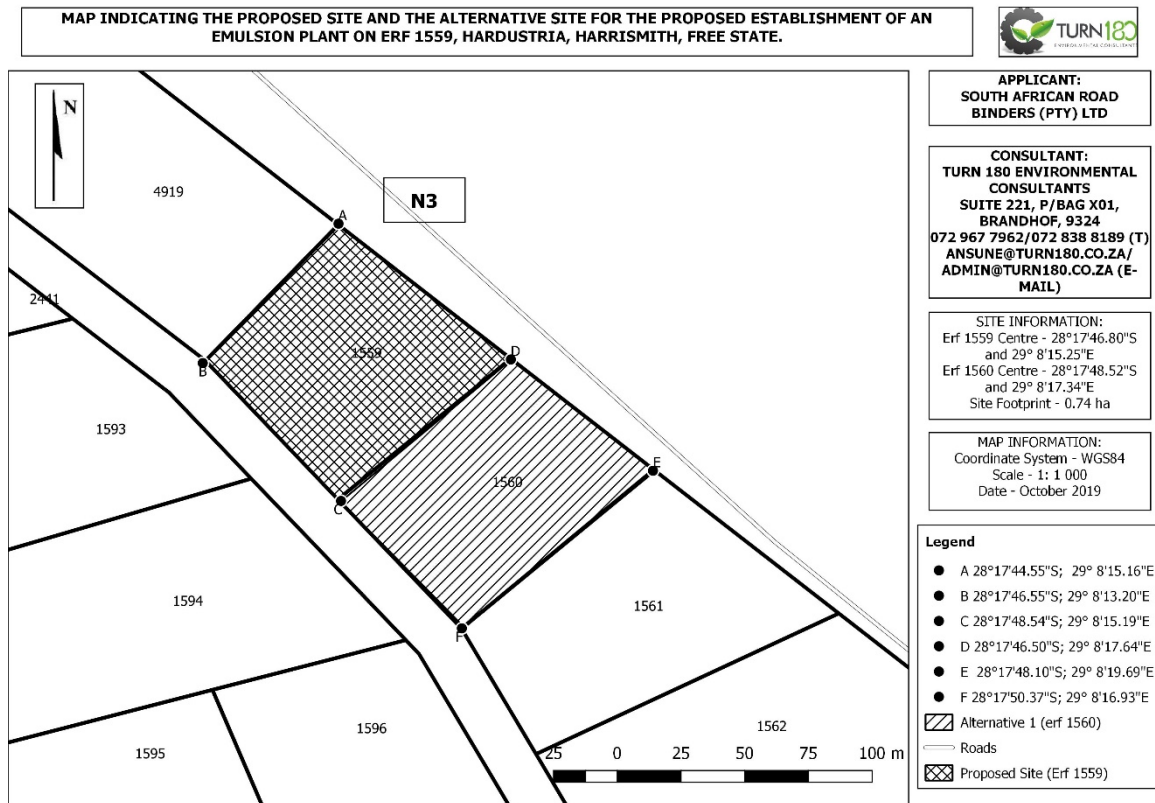 MAP INDICATING THE PROPOSED SITE AND THE ALTERNATIVE SITE FOR THE PROPOSED ESTABLISHMENT OF AN
EMULSION PLANT ON ERF 1559, HARDUSTRIA, HARRISMITH, FREE STATE.
TURN180
ENVIRONMENTAL CONSULTANTS
N
4919
N3
A
2441
B
1559
D
1593
C
1560
E
1594
F
1561
1596
1595
1562
25 0 25 50 75 100 m
APPLICANT:
SOUTH AFRICAN ROAD
BINDERS (PTY) LTD
CONSULTANT:
TURN 180 ENVIRONMENTAL
CONSULTANTS
SUITE 221, P/BAG X01,
BRANDHOF, 9324
072 967 7962/072 838 8189 (T)
ANSUNE@TURN180.CO.ZA/
ADMIN@TURN180.CO.ZA (E-
MAIL)
SITE INFORMATION:
Erf 1559 Centre - 28°17'46.80"S
and 29° 8'15.25"E
Erf 1560 Centre - 28°17'48.52"S
and 29° 8'17.34"E
Site Footprint - 0.74 ha
MAP INFORMATION:
Coordinate System - WGS84
Scale - 1: 1 000
Date - October 2019
Legend
A 28°17'44.55"S; 29° 8'15.16"E
B 28°17'46.55"S; 29° 8'13.20"E
C 28°17'48.54"S; 29° 8'15.19"E
D 28°17'46.50"S; 29° 8'17.64"E
E 28°17'48.10"S; 29° 8'19.69"E
F 28°17'50.37"S; 29° 8'16.93"E
Alternative 1 (erf 1560)
Roads
Proposed Site (Erf 1559)